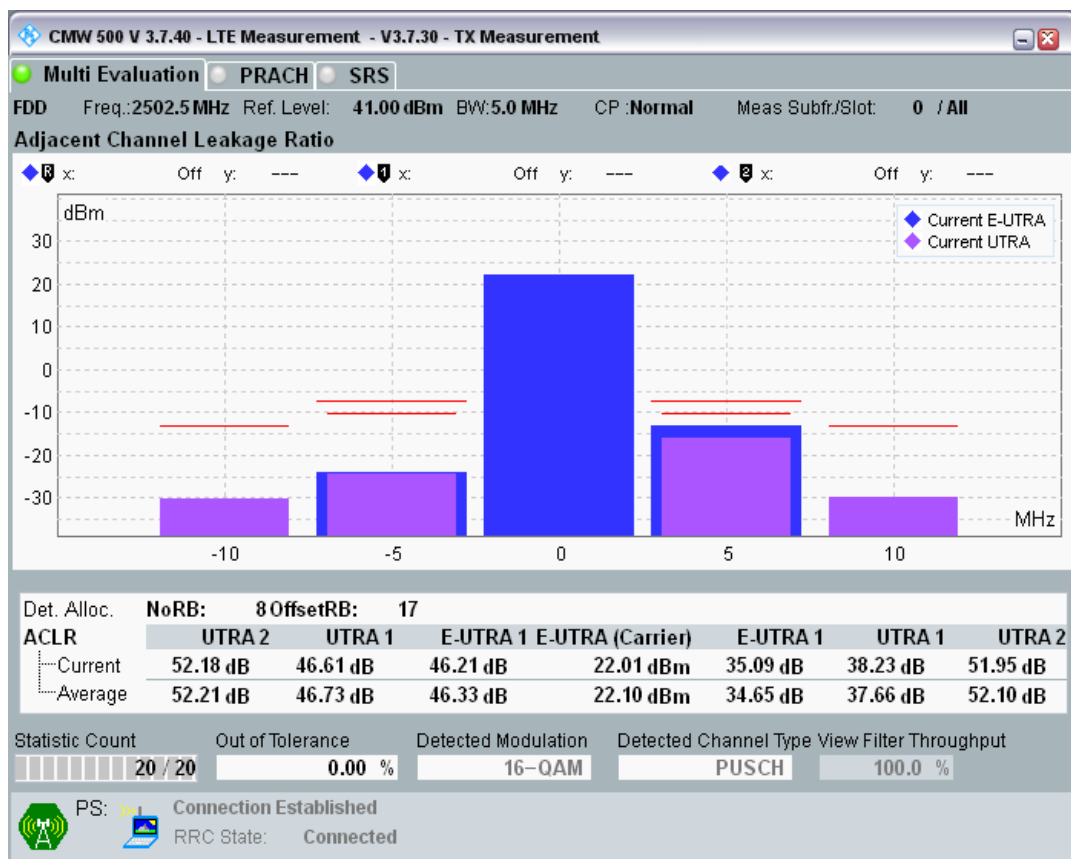 CMW 500 V 3.7.40 - LTE Measurement - V3.7.30 - TX Measurement
Multi Evaluation PRACH SRS
FDD Freq.:2502.5 MHz Ref. Level: 41.00 dBm BW:5.0 MHz CP :Normal Meas Subfr./Slot: 0 / All
Adjacent Channel Leakage Ratio
R x: Off y: --- 1 x: Off y: --- 2 x: Off y: ---
dBm
Current E-UTRA
Current UTRA
30
20
10
0
-10
-20
-30
MHz
-10 -5 0 5 10
Det. Alloc. NoRB: 8 OffsetRB: 17
ACLR UTRA 2 UTRA 1 E-UTRA 1 E-UTRA (Carrier) E-UTRA 1 UTRA 1 UTRA 2
Current 52.18 dB 46.61 dB 46.21 dB 22.01 dBm 35.09 dB 38.23 dB 51.95 dB
Average 52.21 dB 46.73 dB 46.33 dB 22.10 dBm 34.65 dB 37.66 dB 52.10 dB
Statistic Count Out of Tolerance Detected Modulation Detected Channel Type View Filter Throughput
20 / 20 0.00 % 16-QAM PUSCH 100.0 %
PS: Connection Established
RRC State: Connected